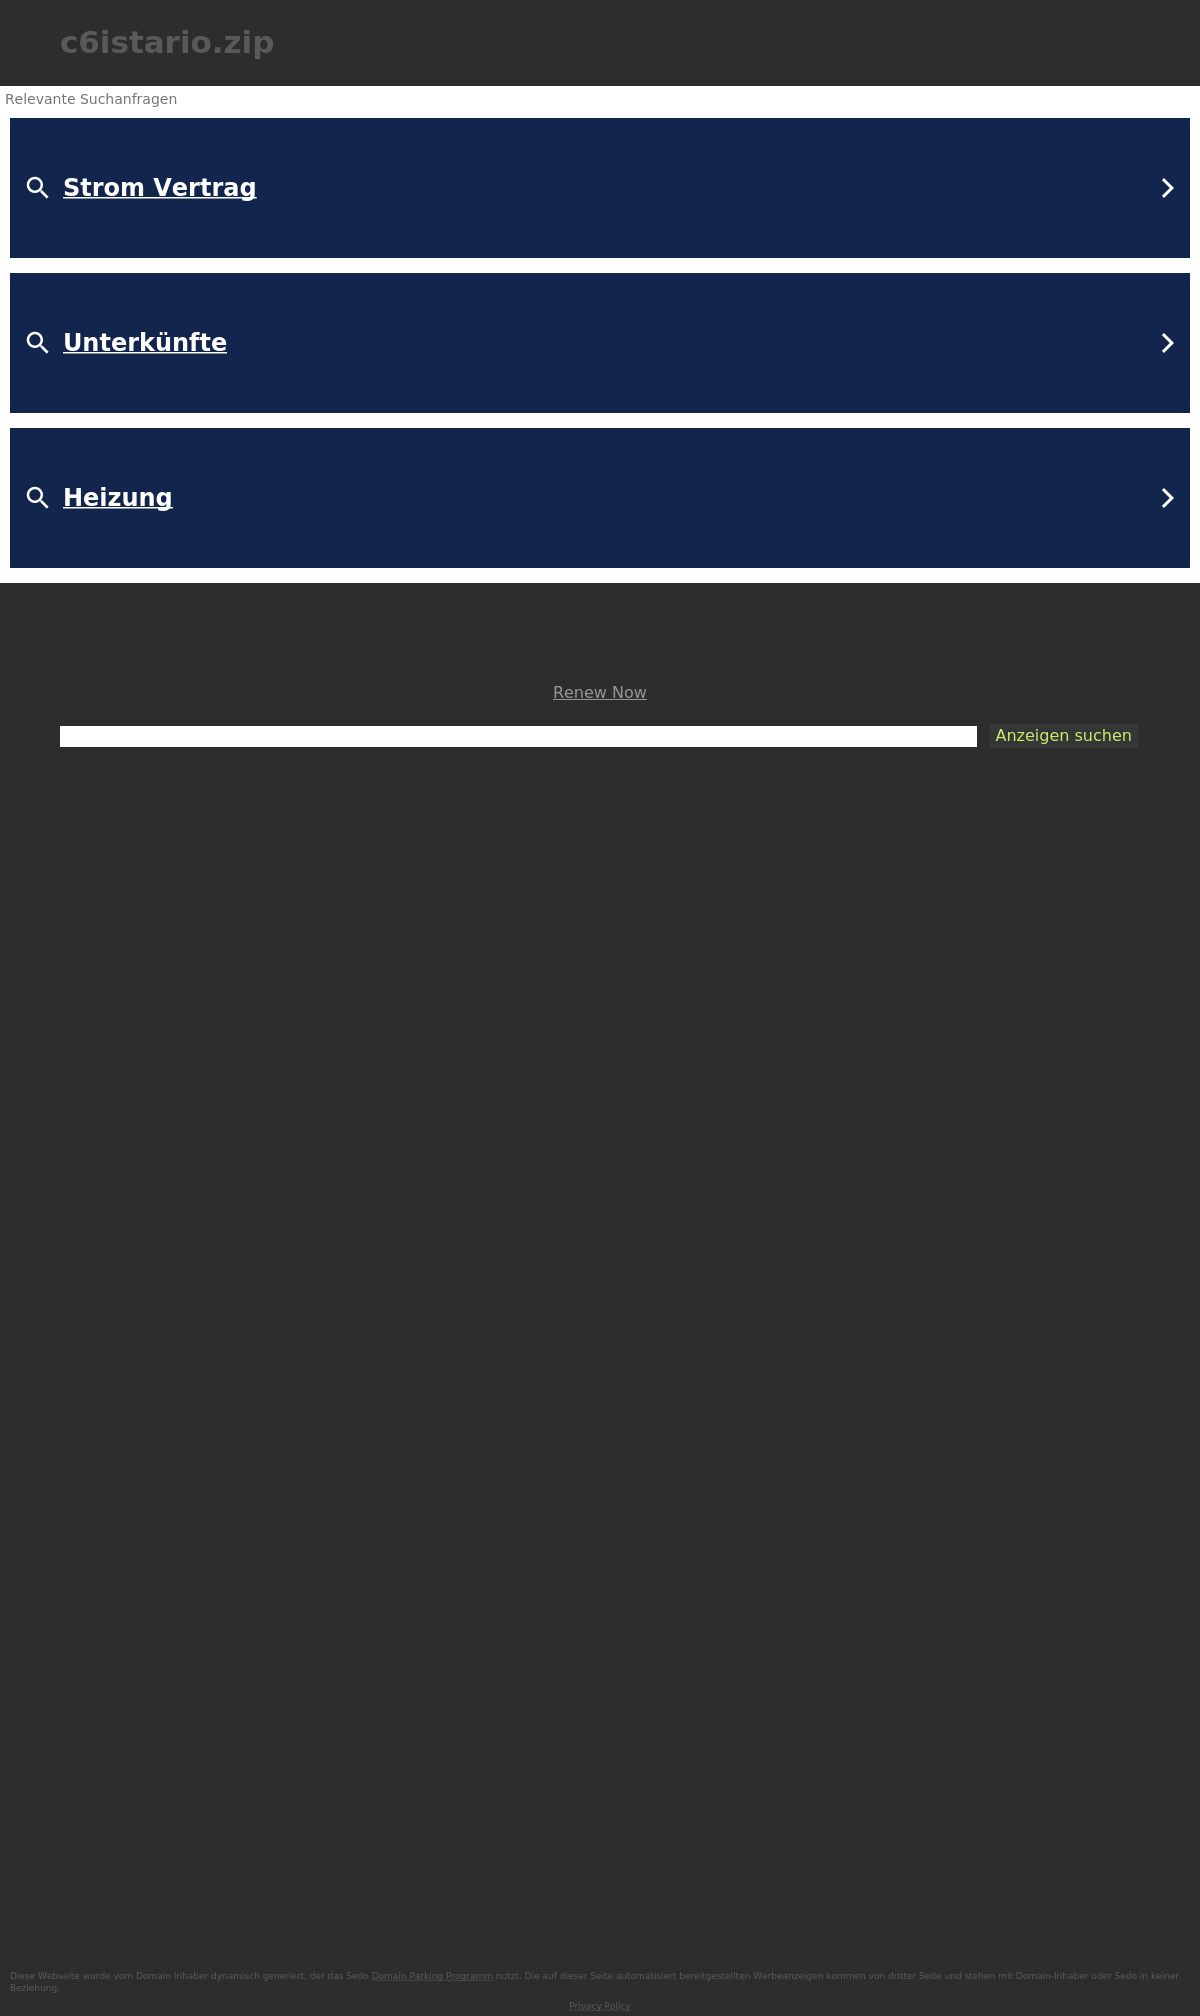 c6istario.zip
Relevante Suchanfragen
Strom Vertrag
Unterkünfte
Heizung
Renew Now
Anzeigen suchen
Diese Webseite wurde vom Domain Inhaber dynamisch generiert, der das Sedo Domain Parking Programm nutzt. Die auf dieser Seite automatisiert bereitgestellten Werbeanzeigen kommen von dritter Seite und stehen mit Domain-Inhaber oder Sedo in keiner
Beziehung.
Privacy Policy